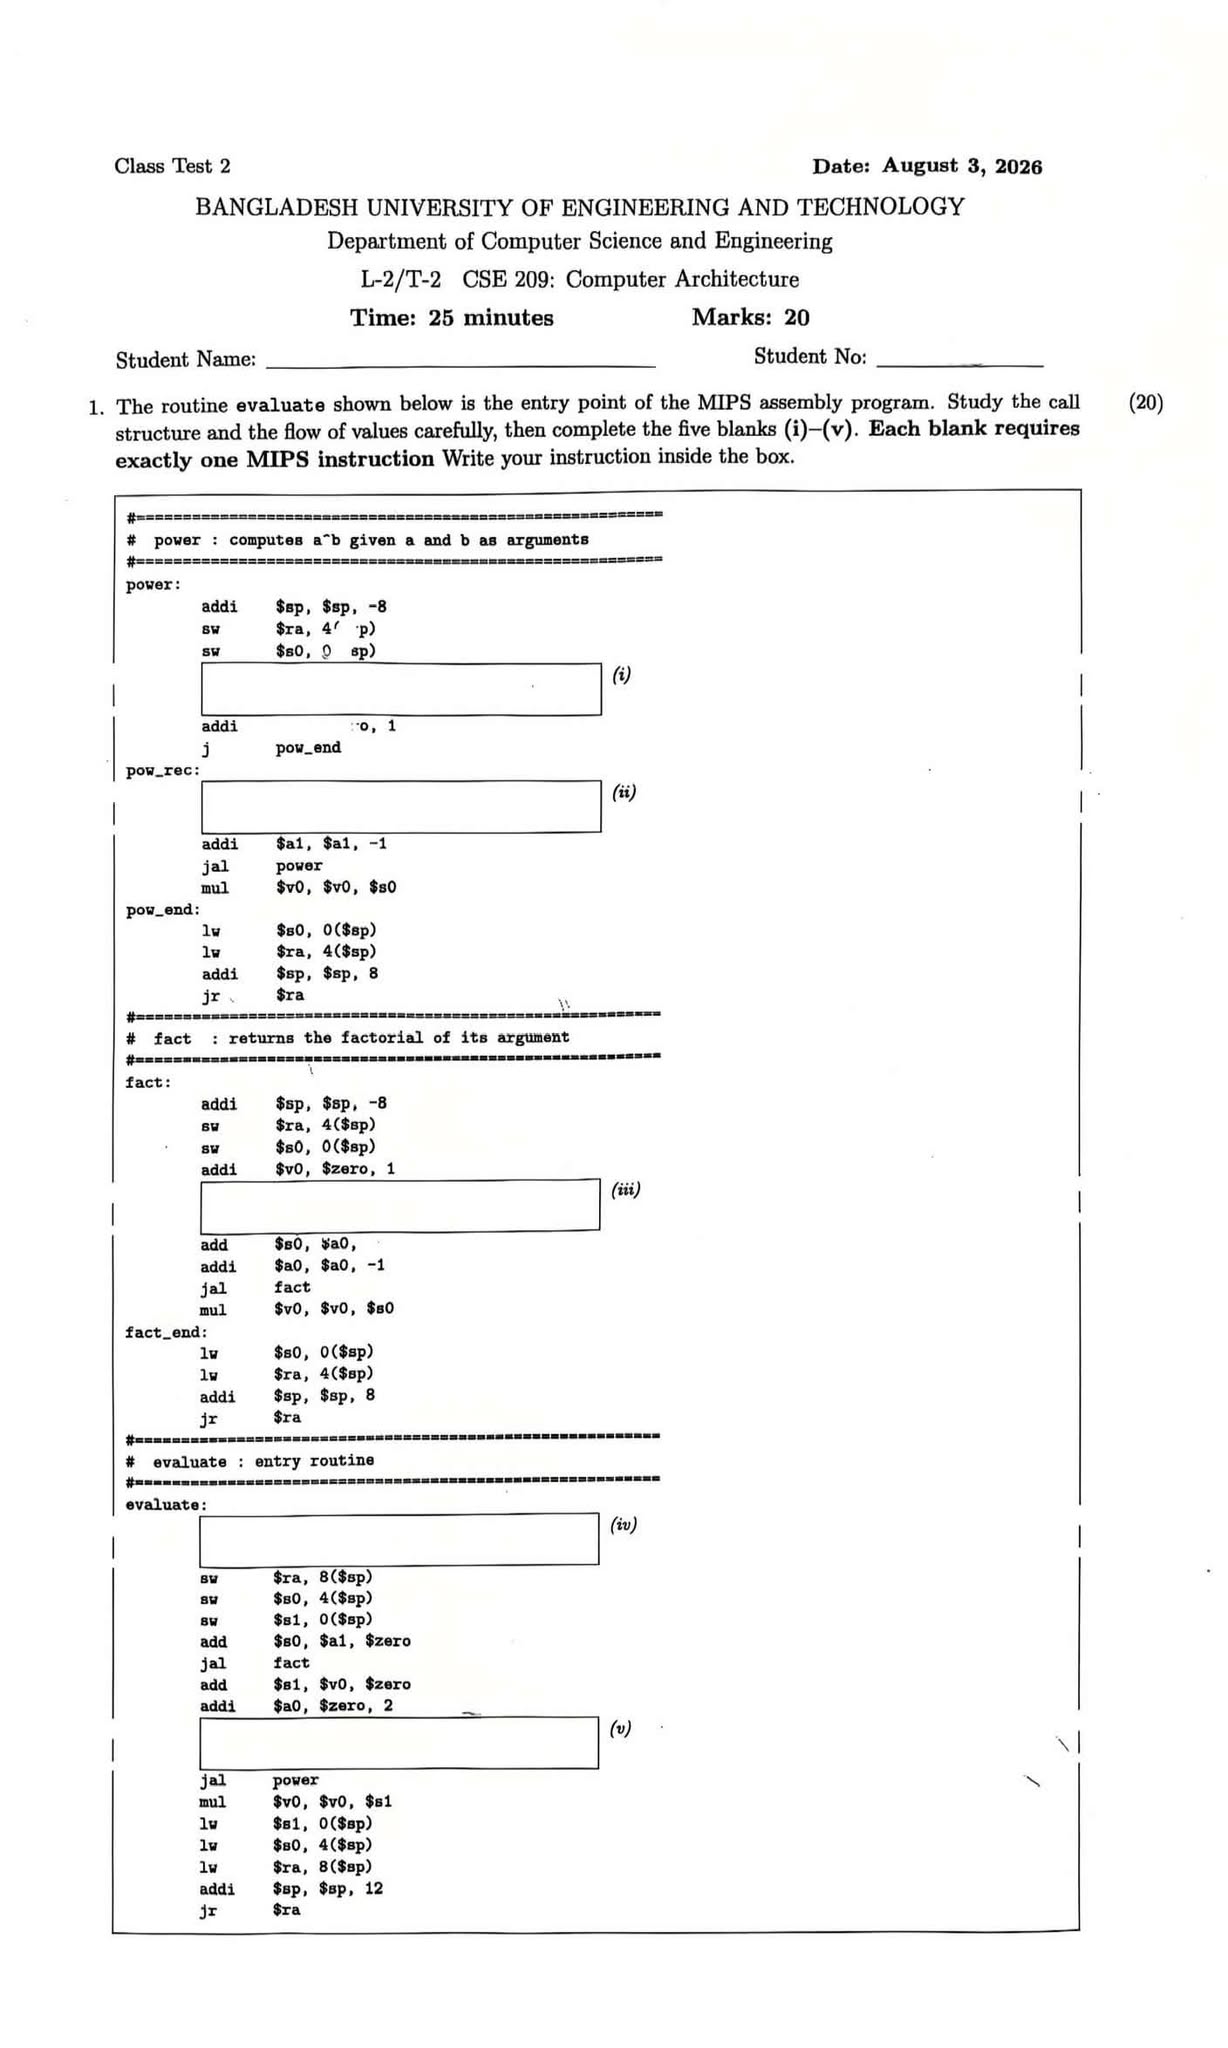 Class Test 2 Date: August 3, 2026
BANGLADESH UNIVERSITY OF ENGINEERING AND TECHNOLOGY
Department of Computer Science and Engineering
L-2/T-2 CSE 209: Computer Architecture
Time: 25 minutes Marks: 20
Student Name: Student No:
1. The routine evaluate shown below is the entry point of the MIPS assembly program. Study the call (20)
structure and the flow of values carefully, then complete the five blanks (i)–(v). Each blank requires
exactly one MIPS instruction Write your instruction inside the box.
#========================================================
# power : computes a^b given a and b as arguments
#========================================================
power:
addi $sp, $sp, -8
sw $ra, 4( p)
sw $s0, 0 sp)
(i)
addi o, 1
j pow_end
pow_rec:
(ii)
addi $a1, $a1, -1
jal power
mul $v0, $v0, $s0
pow_end:
lw $s0, 0($sp)
lw $ra, 4($sp)
addi $sp, $sp, 8
jr $ra
#========================================================
# fact : returns the factorial of its argument
#========================================================
fact:
addi $sp, $sp, -8
sw $ra, 4($sp)
sw $s0, 0($sp)
addi $v0, $zero, 1
(iii)
add $s0, $a0,
addi $a0, $a0, -1
jal fact
mul $v0, $v0, $s0
fact_end:
lw $s0, 0($sp)
lw $ra, 4($sp)
addi $sp, $sp, 8
jr $ra
#========================================================
# evaluate : entry routine
#========================================================
evaluate:
(iv)
sw $ra, 8($sp)
sw $s0, 4($sp)
sw $s1, 0($sp)
add $s0, $a1, $zero
jal fact
add $s1, $v0, $zero
addi $a0, $zero, 2
(v)
jal power
mul $v0, $v0, $s1
lw $s1, 0($sp)
lw $s0, 4($sp)
lw $ra, 8($sp)
addi $sp, $sp, 12
jr $ra